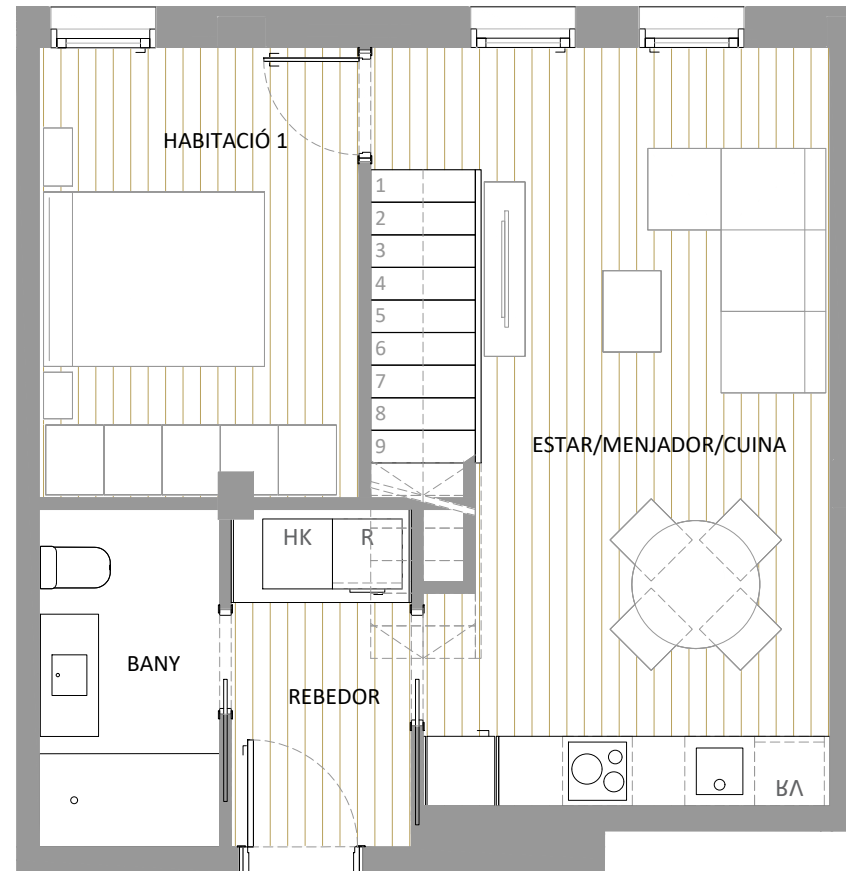 HABITACIÓ 1
1
2
3
4
5
6
7
8
9
ESTAR/MENJADOR/CUINA
HK
R
BANY
REBEDOR
RV